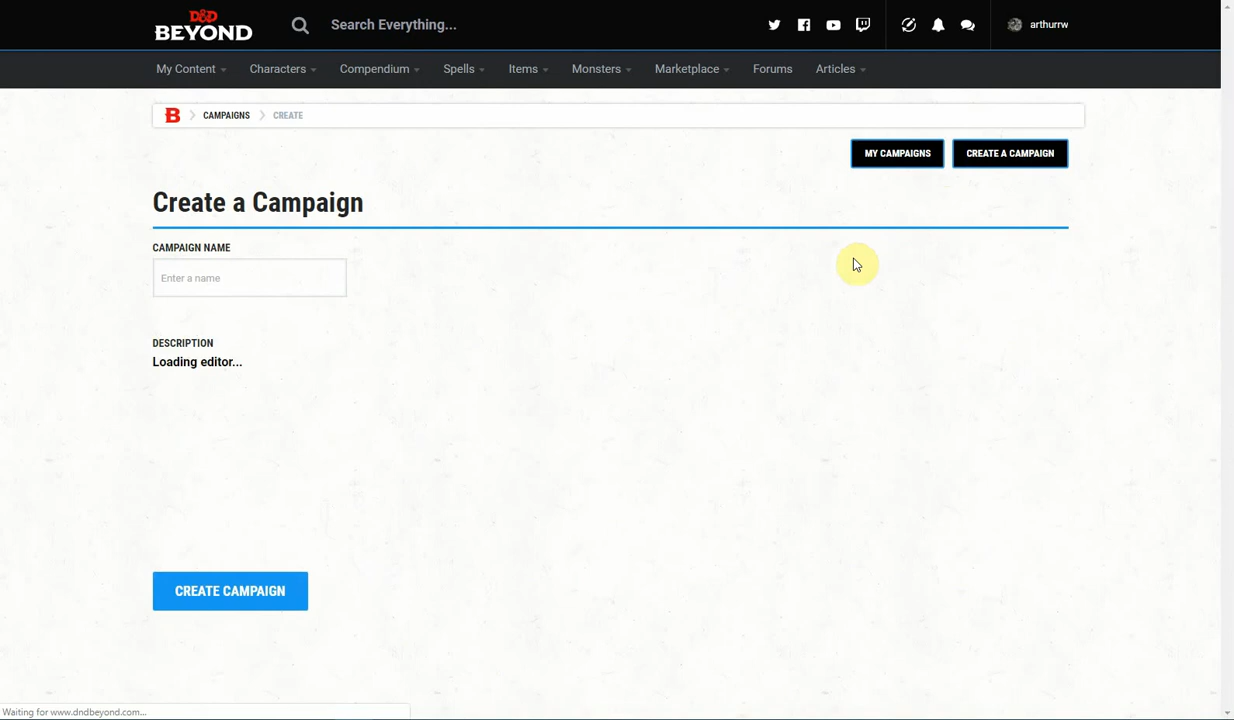 D&D
BEYOND
Search Everything...
arthurrw
My Content
Characters
Compendium
Spells
Items
Monsters
Marketplace
Forums
Articles
B
CAMPAIGNS
CREATE
MY CAMPAIGNS
CREATE A CAMPAIGN
Create a Campaign
CAMPAIGN NAME
Enter a name
DESCRIPTION
Loading editor...
CREATE CAMPAIGN
Waiting for www.dndbeyond.com...